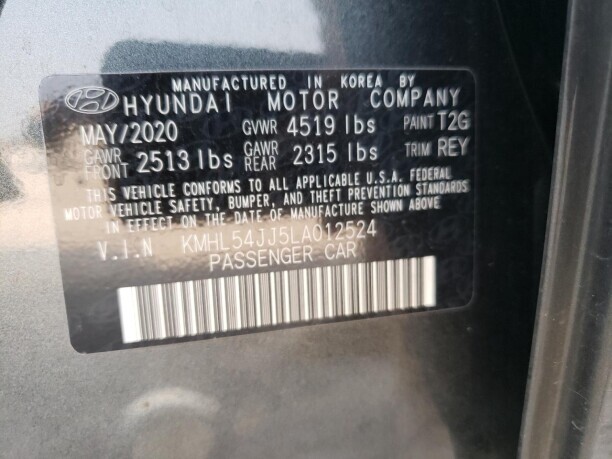 MANUFACTURED IN KOREA BY
HYUNDAI MOTOR COMPANY
MAY/2020 GVWR 4519 lbs PAINT T2G
GAWR FRONT 2513 lbs GAWR REAR 2315 lbs TRIM REY
THIS VEHICLE CONFORMS TO ALL APPLICABLE U.S.A. FEDERAL
MOTOR VEHICLE SAFETY, BUMPER, AND THEFT PREVENTION STANDARDS
IN EFFECT ON THE DATE OF MANUFACTURE SHOWN ABOVE
V.I.N KMHL54JJ5LA012524
PASSENGER CAR